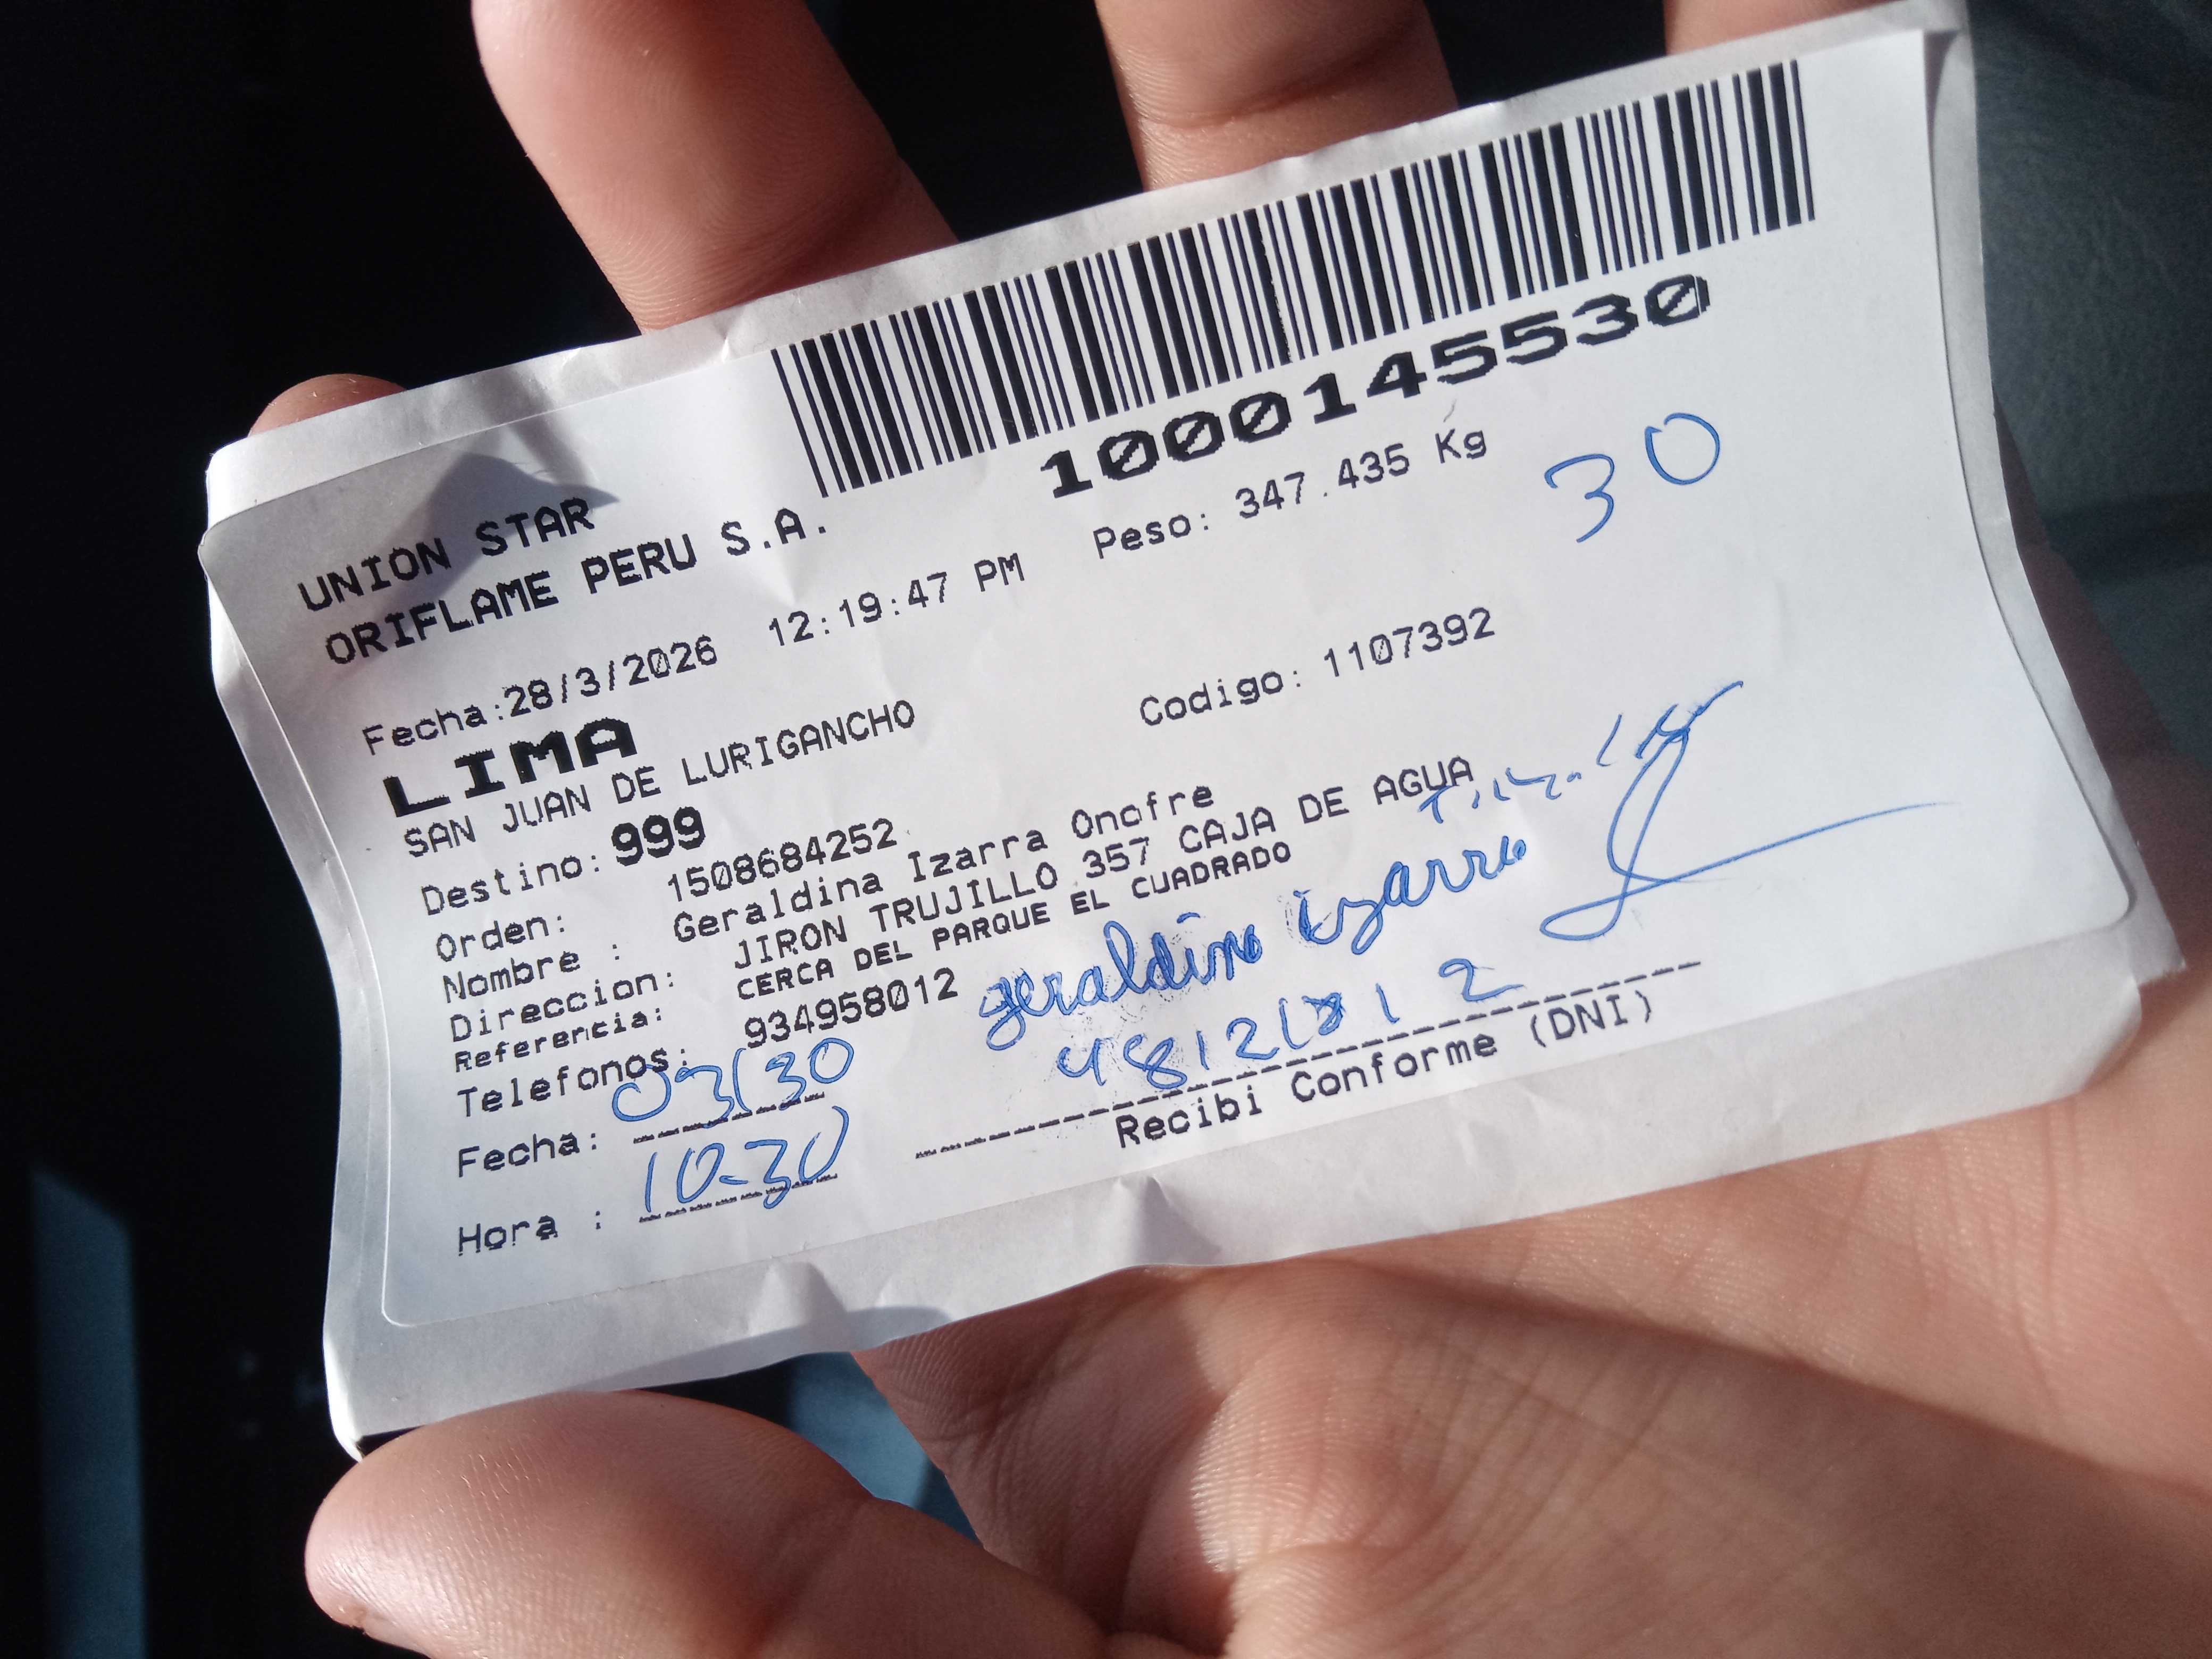 1000145530
UNION STAR
ORIFLAME PERU S.A.
Fecha:28/3/2026 12:19:47 PM Peso: 347.435 Kg
30
LIMA
SAN JUAN DE LURIGANCHO Codigo: 1107392
Destino: 999
Orden: 1508684252
Nombre : Geraldina Izarra Onofre
Direccion: JIRON TRUJILLO 357 CAJA DE AGUA
Referencia: CERCA DEL PARQUE EL CUADRADO
Telefonos: 934958012
geraldina izarra
Fecha: 03/30
Hora : 10-30
Recibi Conforme (DNI)